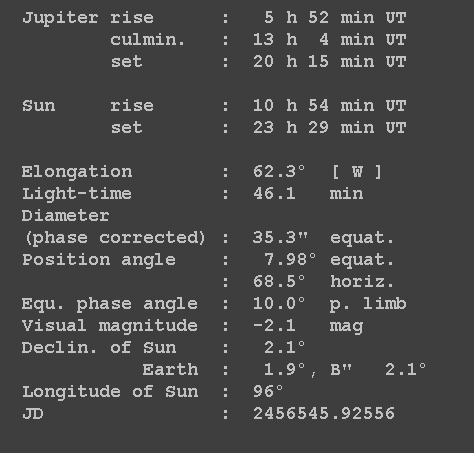 Jupiter rise : 5 h 52 min UT
culmin. : 13 h 4 min UT
set : 20 h 15 min UT
Sun rise : 10 h 54 min UT
set : 23 h 29 min UT
Elongation : 62.3° [ W ]
Light-time : 46.1 min
Diameter
(phase corrected) : 35.3" equat.
Position angle : 7.98° equat.
: 68.5° horiz.
Equ. phase angle : 10.0° p. limb
Visual magnitude : -2.1 mag
Declin. of Sun : 2.1°
Earth : 1.9°, B" 2.1°
Longitude of Sun : 96°
JD : 2456545.92556